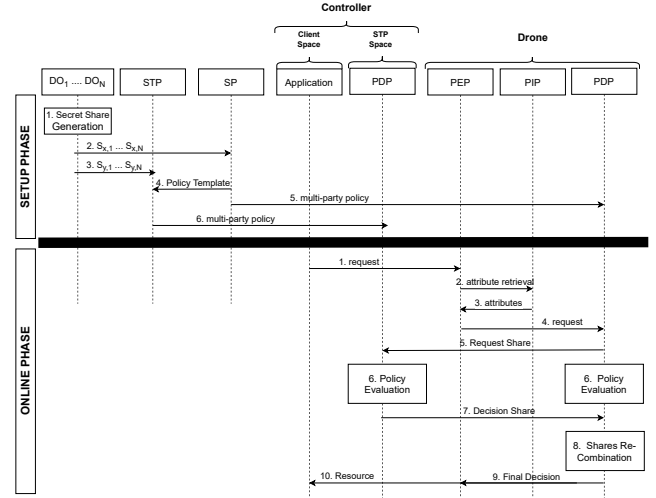 Controller
Client
Space
STP
Space
Drone
DO1 .... DON
STP
SP
Application
PDP
PEP
PIP
PDP
SETUP PHASE
1. Secret Share
Generation
2. Sx,1 ... Sx,N
3. Sy,1 ... Sy,N
4. Policy Template
5. multi-party policy
6. multi-party policy
ONLINE PHASE
1. request
2. attribute retrieval
3. attributes
4. request
5. Request Share
6. Policy
Evaluation
6. Policy
Evaluation
7. Decision Share
8. Shares Re-
Combination
10. Resource
9. Final Decision